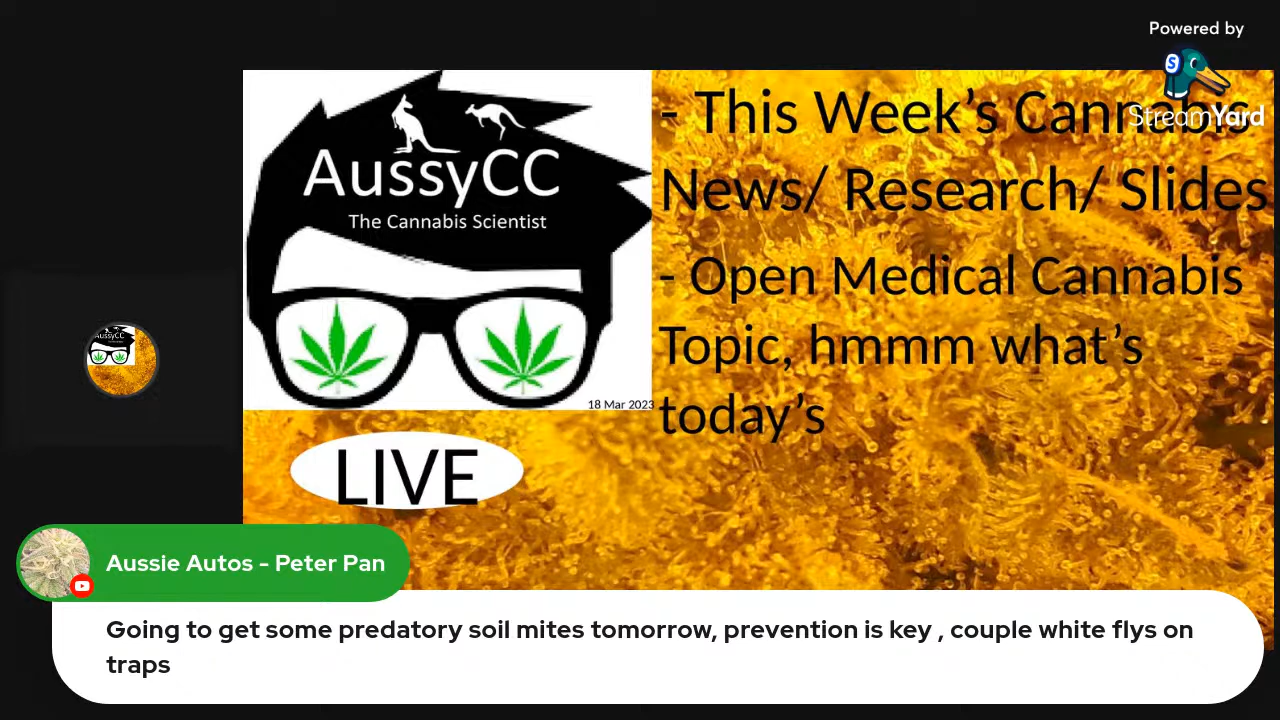 Powered by
StreamYard
AussyCC
The Cannabis Scientist
18 Mar 2023
- This Week's Cannabis
News/ Research/ Slides
- Open Medical Cannabis
Topic, hmmm what's
today's
LIVE
Aussie Autos - Peter Pan
Going to get some predatory soil mites tomorrow, prevention is key , couple white flys on
traps